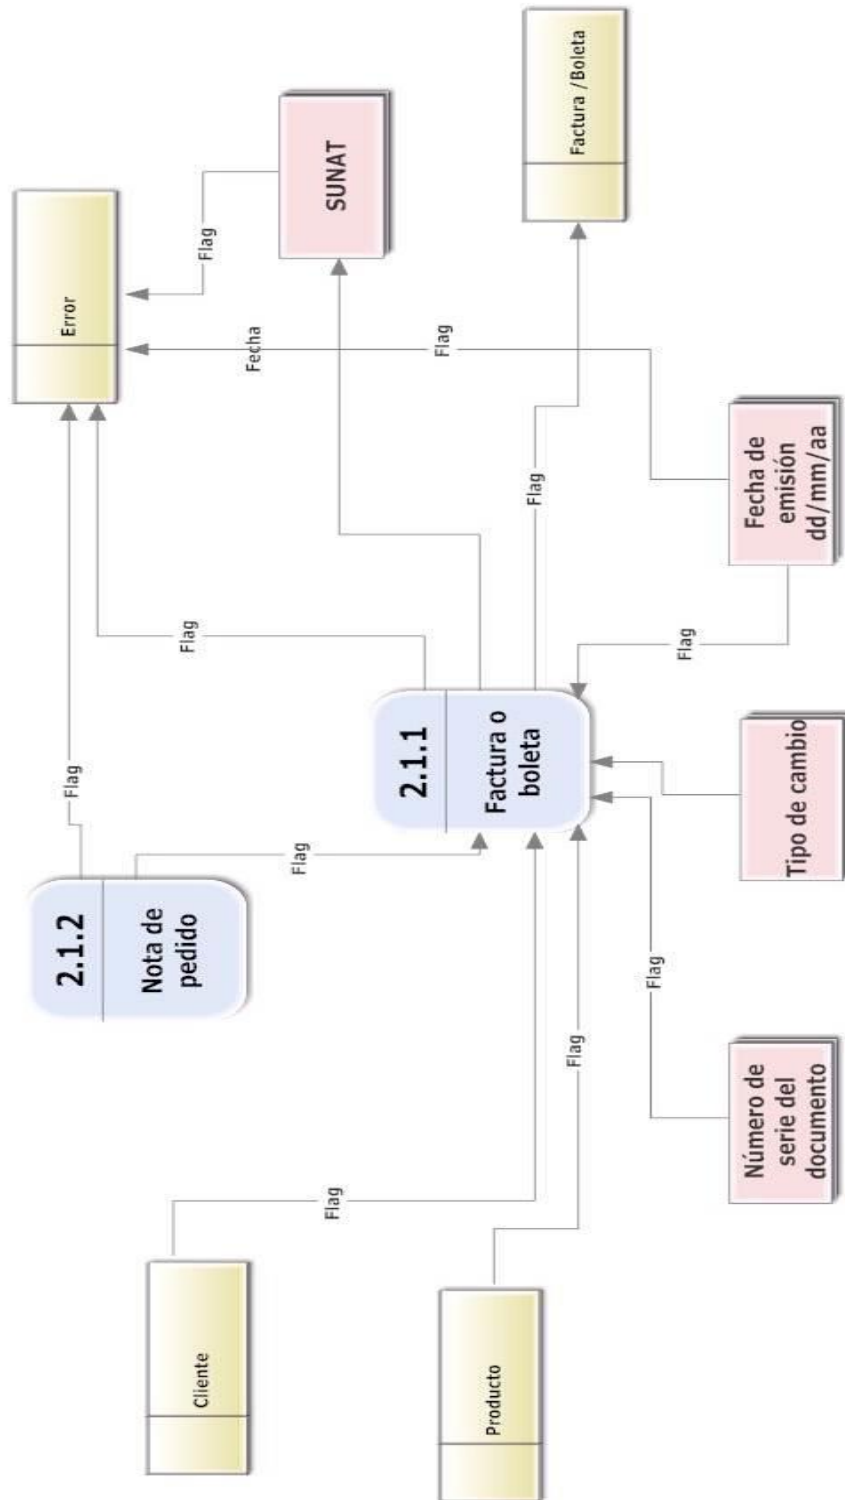 2.1.2
Flag
Error
Nota de
pedido
Flag
Flag
Cliente
Fecha
Flag
Flag
SUNAT
2.1.1
Flag
Producto
Factura o
boleta
Flag
Flag
Factura /Boleta
Flag
Flag
Número de
serie del
documento
Tipo de cambio
Fecha de
emisión
dd/mm/aa